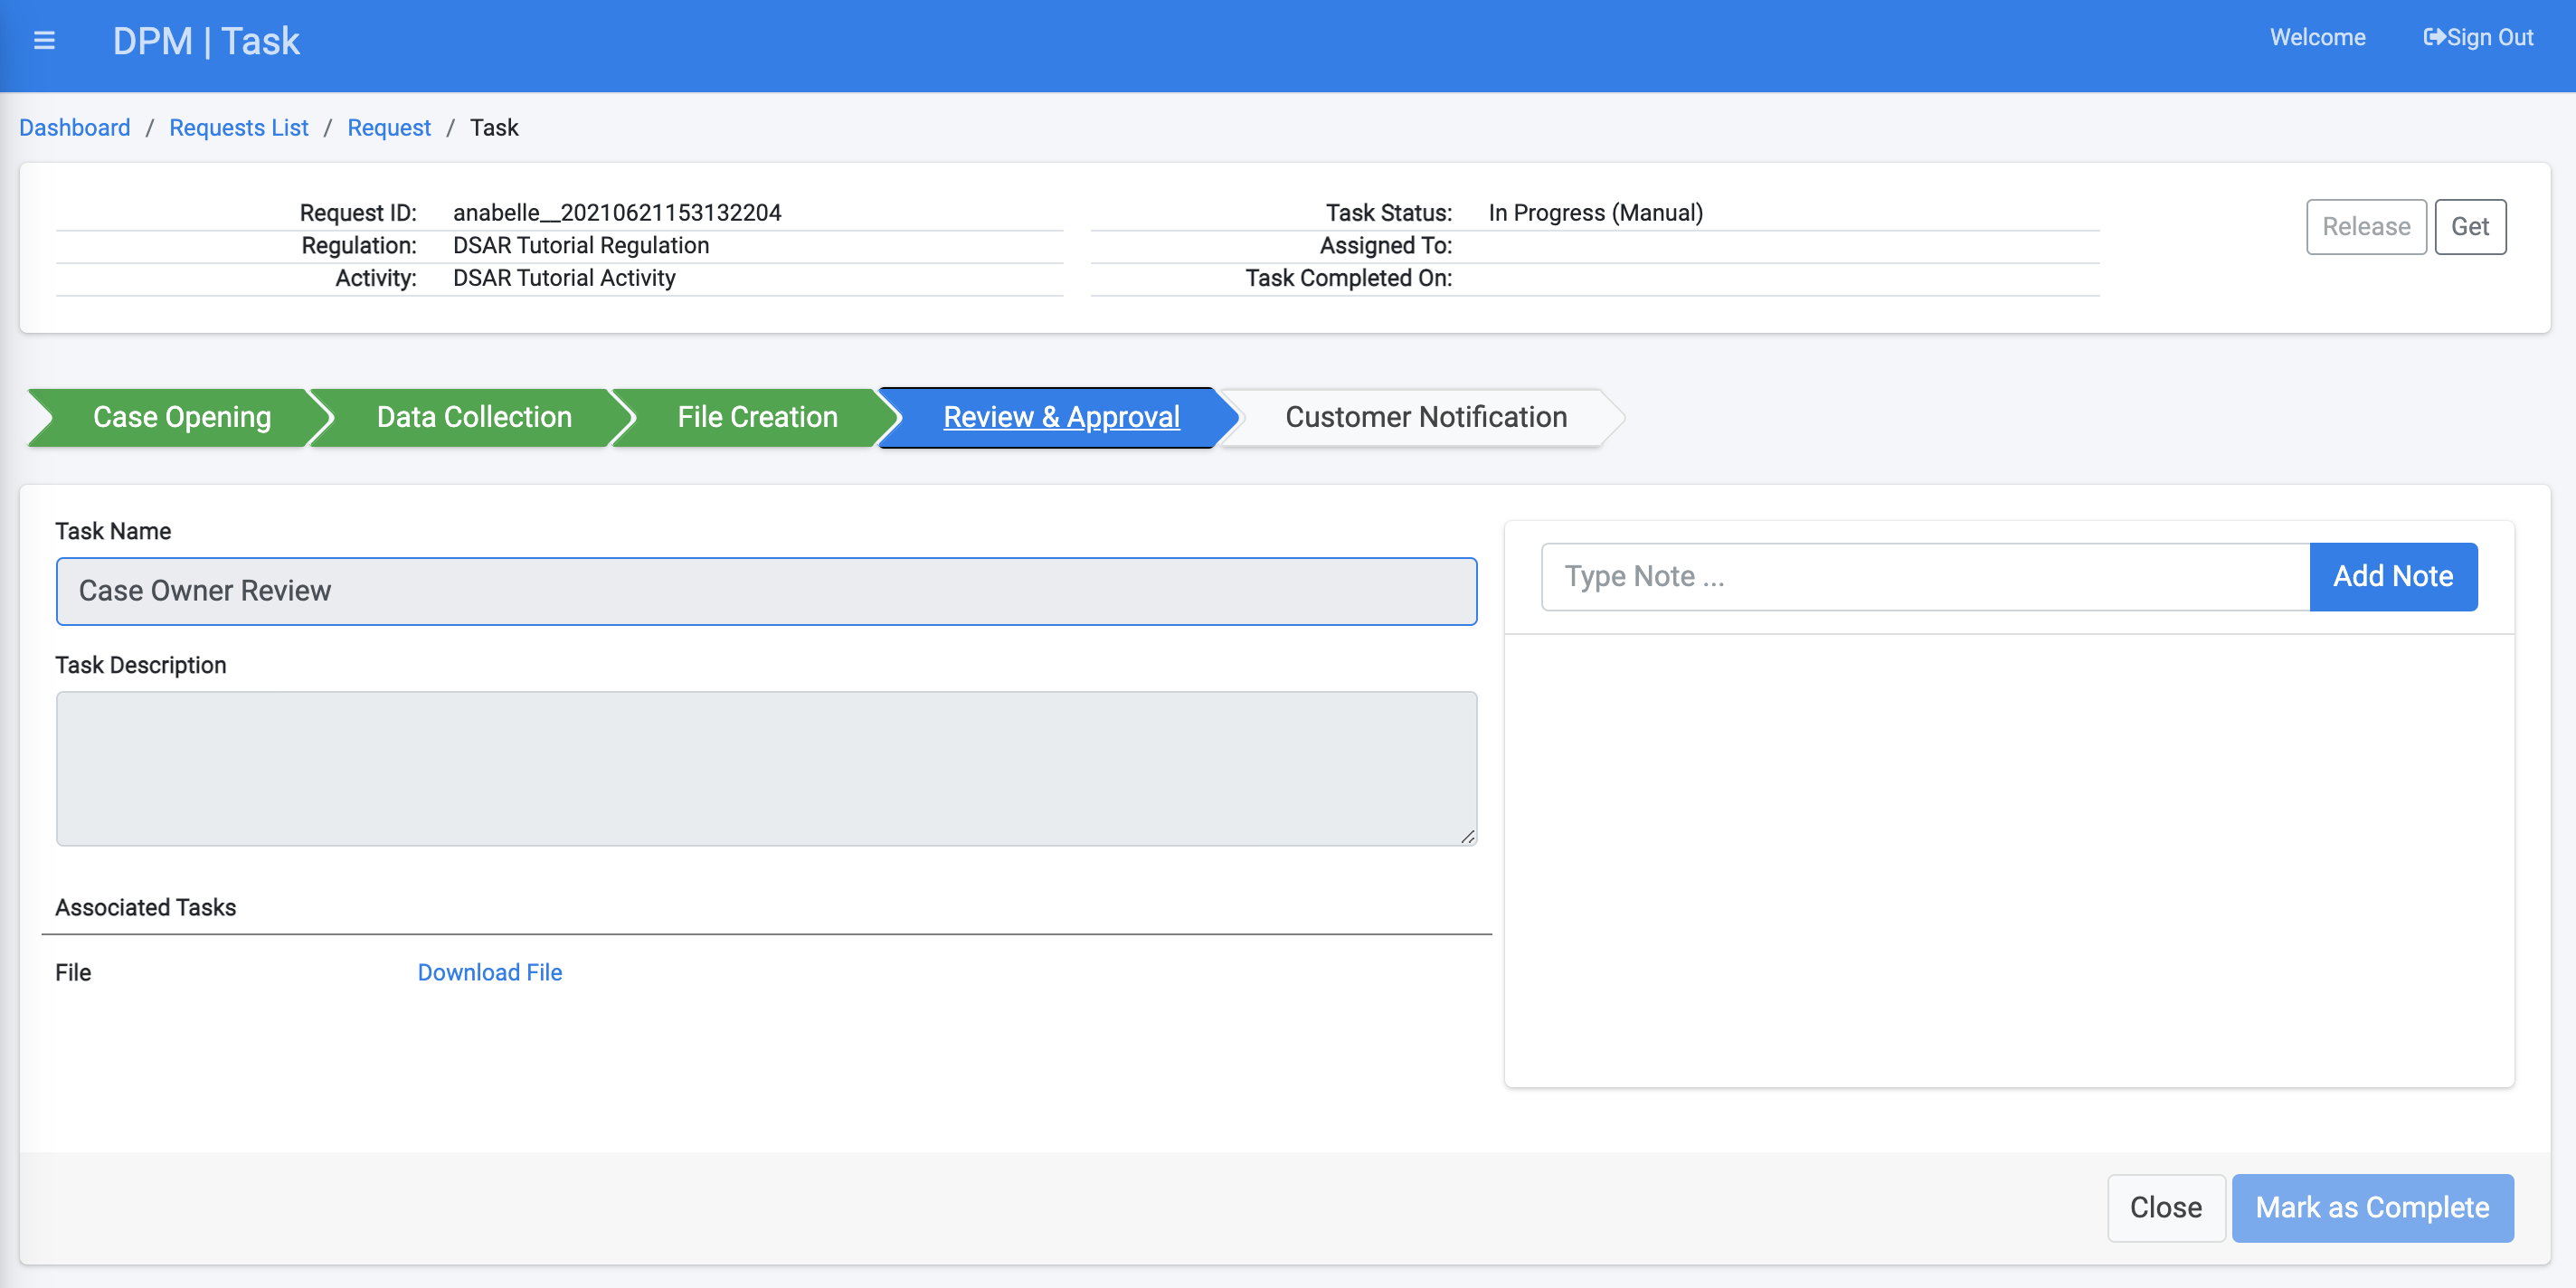 DPM | Task
Welcome
Sign Out
Dashboard / Requests List / Request / Task
Request ID: anabelle__20210621153132204
Regulation: DSAR Tutorial Regulation
Activity: DSAR Tutorial Activity
Task Status: In Progress (Manual)
Assigned To:
Task Completed On:
Release
Get
Case Opening
Data Collection
File Creation
Review & Approval
Customer Notification
Task Name
Case Owner Review
Task Description
Associated Tasks
File
Download File
Type Note ...
Add Note
Close
Mark as Complete